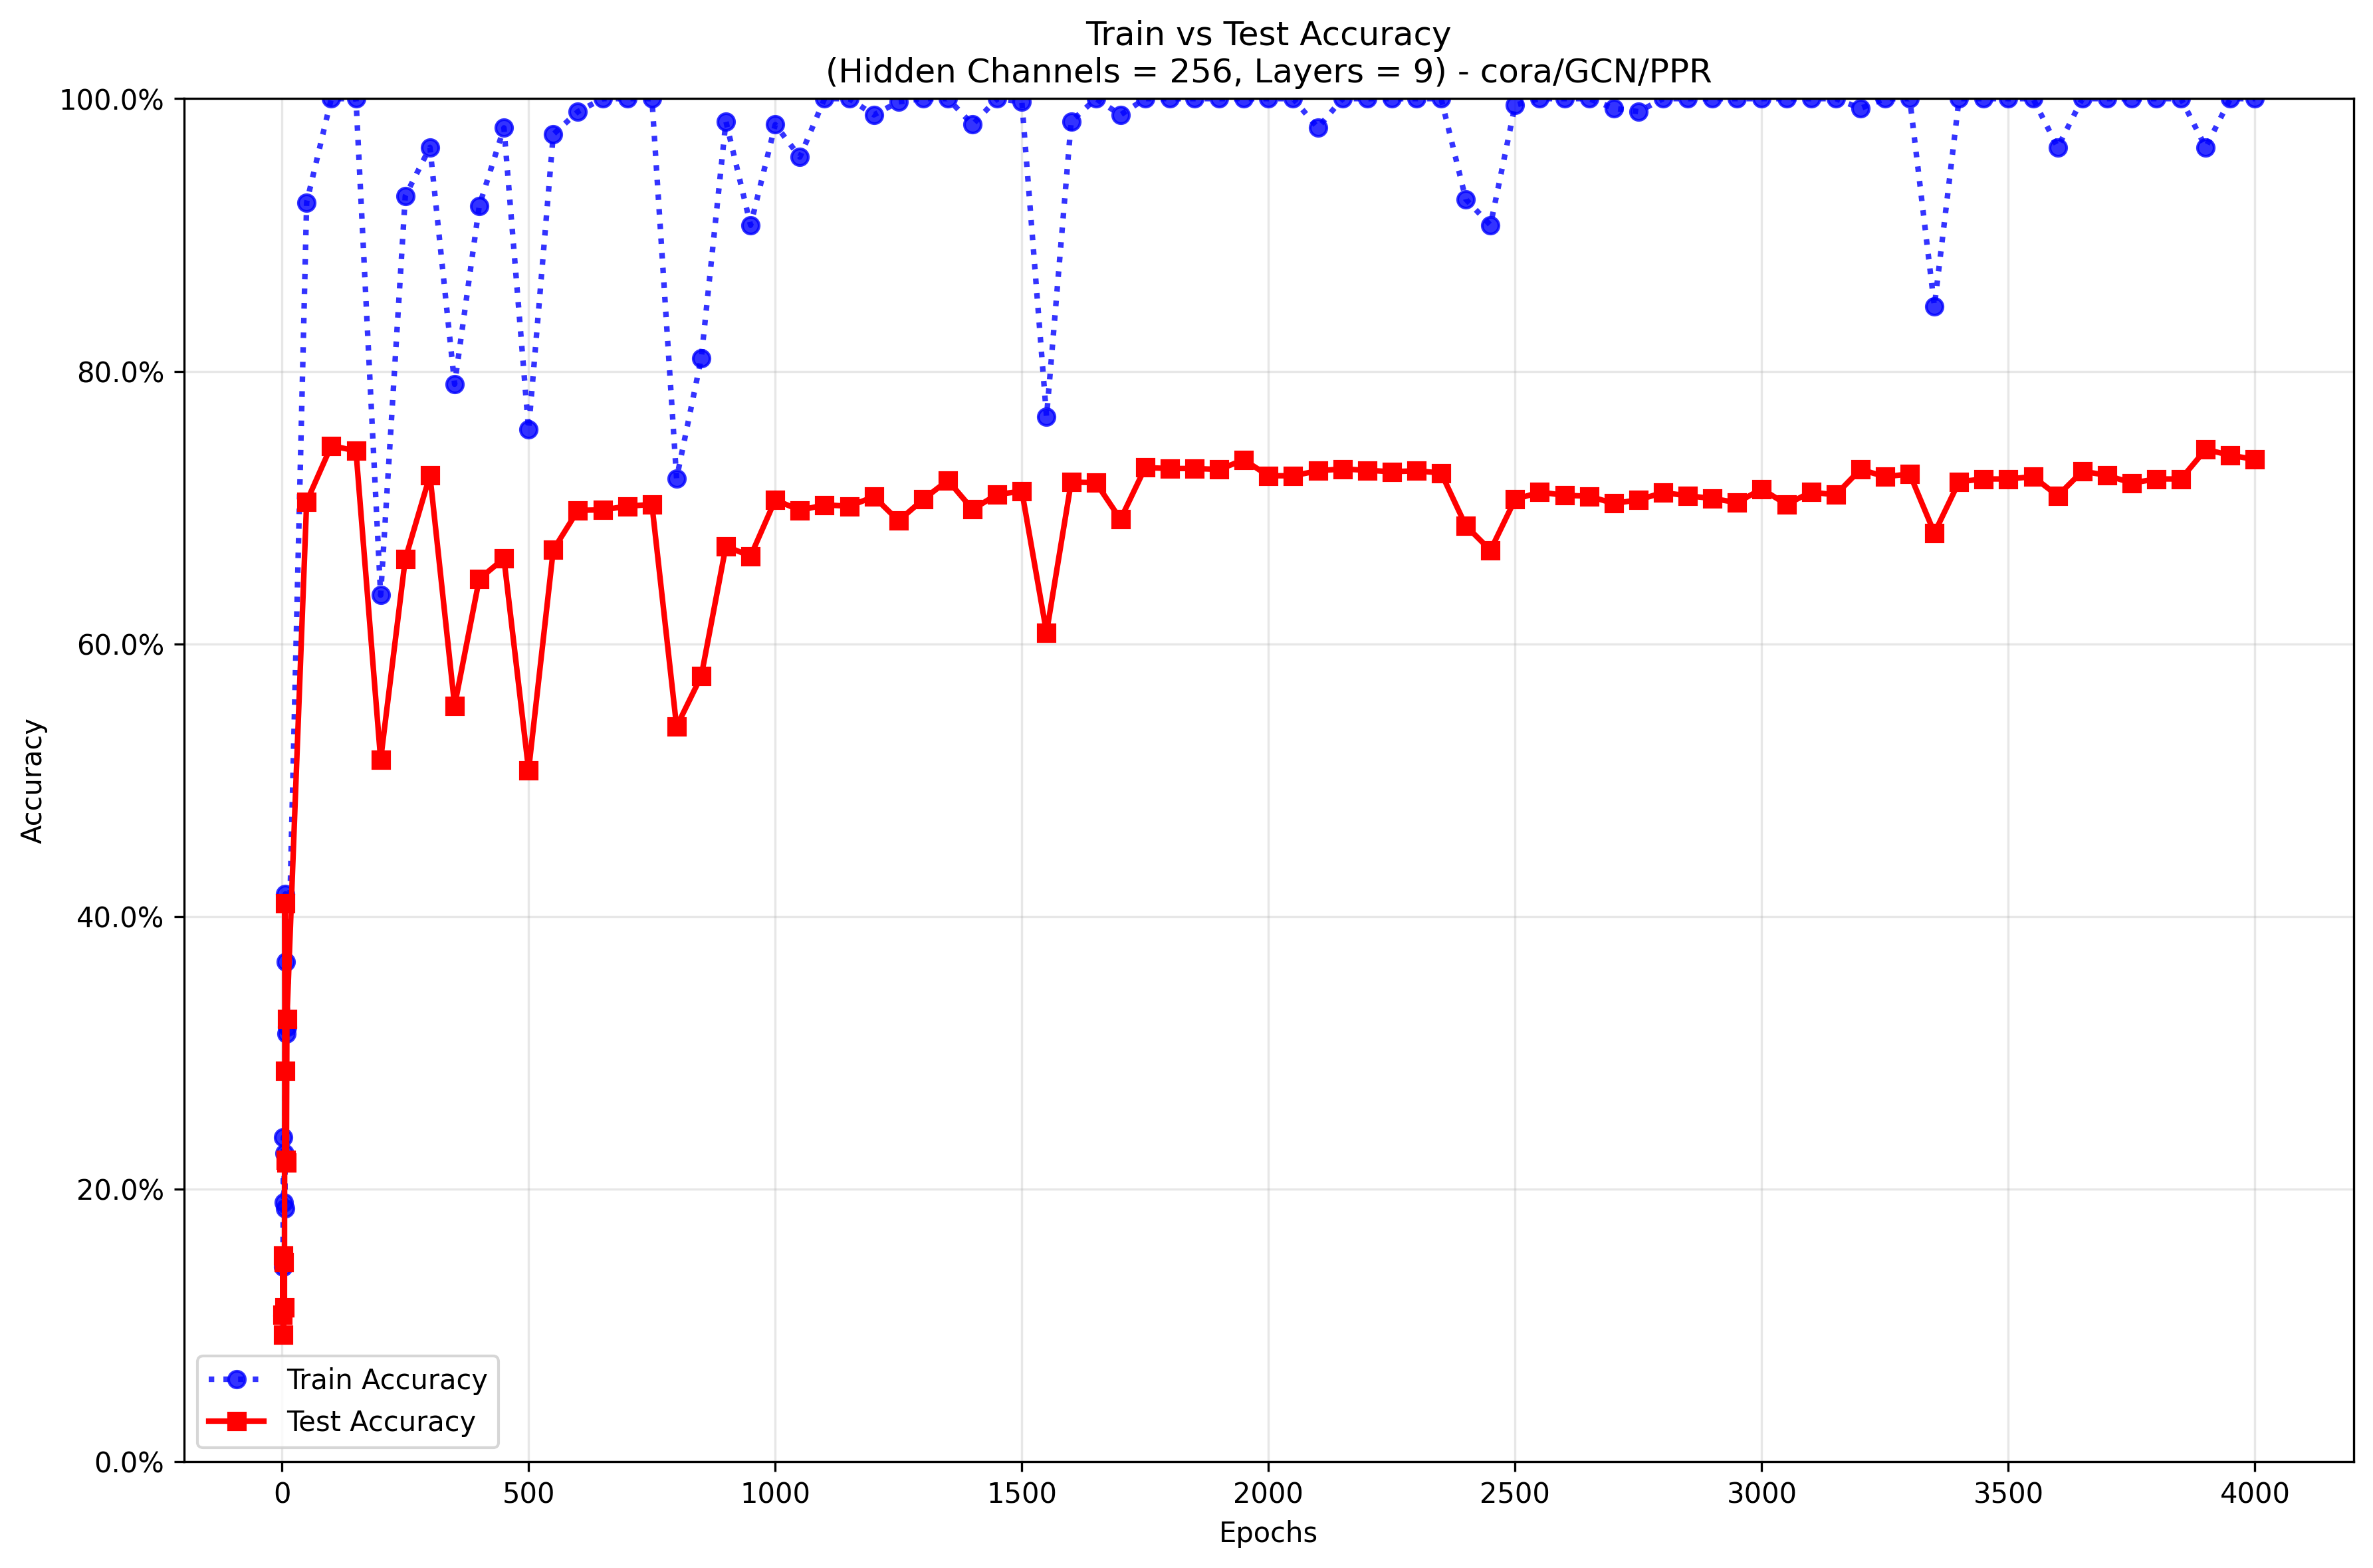 Train vs Test Accuracy
(Hidden Channels = 256, Layers = 9) - cora/GCN/PPR
100.0%
80.0%
60.0%
40.0%
20.0%
0.0%
Accuracy
Train Accuracy
Test Accuracy
0 500 1000 1500 2000 2500 3000 3500 4000
Epochs